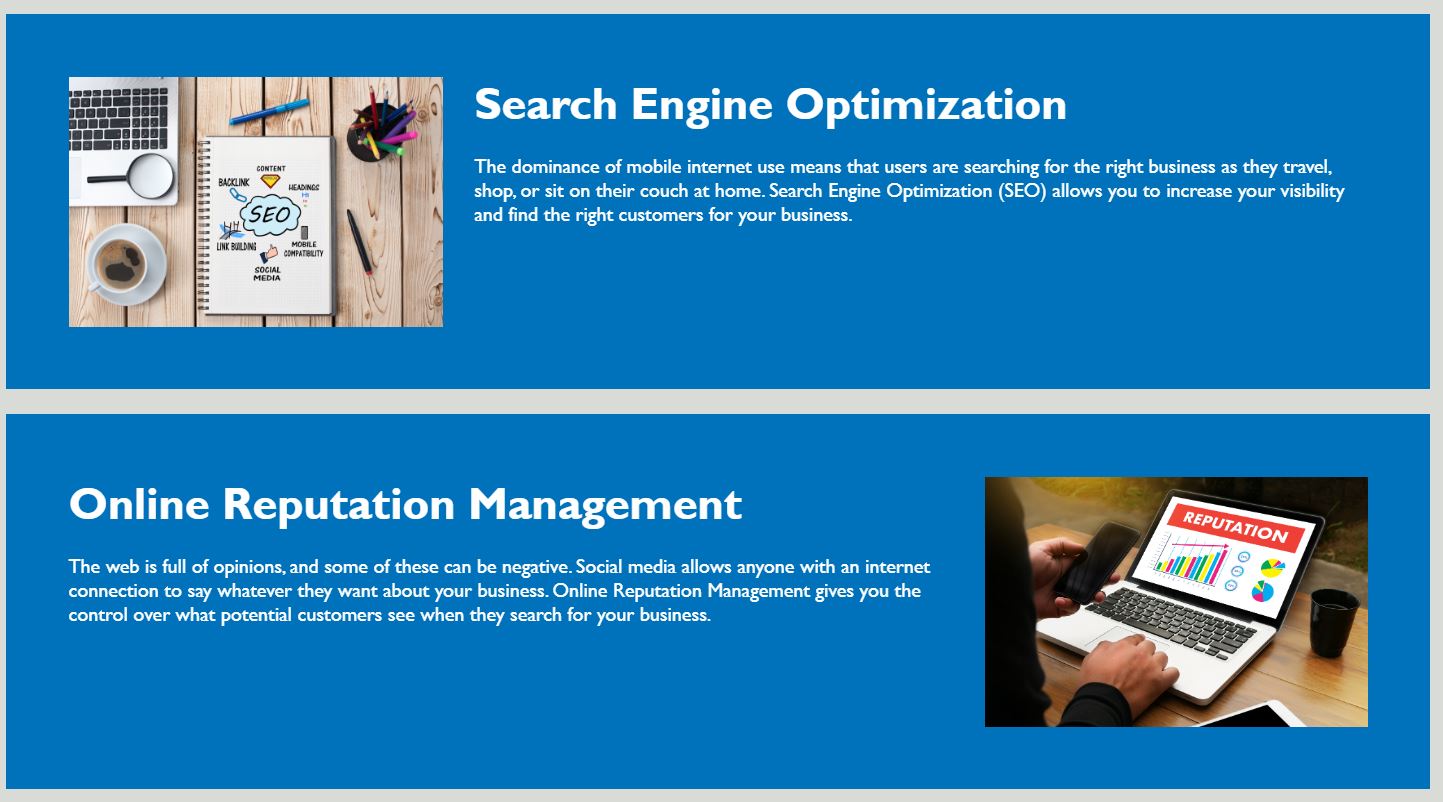 Search Engine Optimization
The dominance of mobile internet use means that users are searching for the right business as they travel,
shop, or sit on their couch at home. Search Engine Optimization (SEO) allows you to increase your visibility
and find the right customers for your business.
CONTENT
BACKLINK
HEADINGS
SEO
LINK BUILDING
MOBILE
COMPATIBILITY
SOCIAL
MEDIA
Online Reputation Management
The web is full of opinions, and some of these can be negative. Social media allows anyone with an internet
connection to say whatever they want about your business. Online Reputation Management gives you the
control over what potential customers see when they search for your business.
REPUTATION